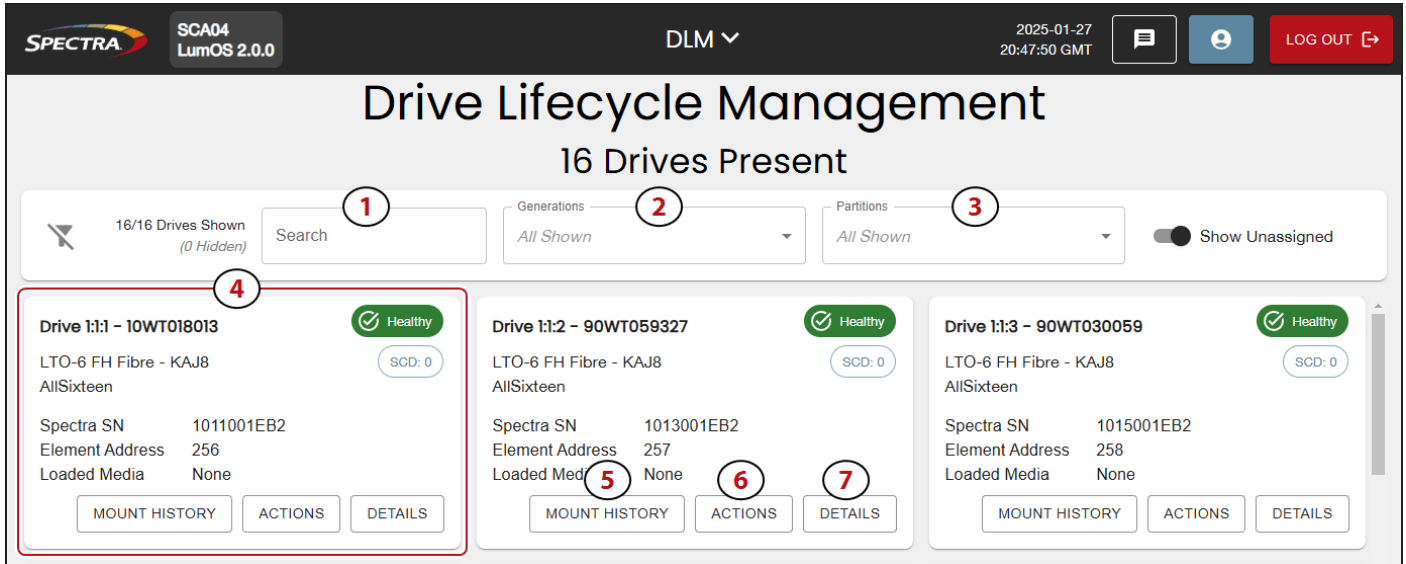 SPECTRA
SCA04
LumOS 2.0.0
DLM
2025-01-27
20:47:50 GMT
LOG OUT
Drive Lifecycle Management
16 Drives Present
16/16 Drives Shown
(0 Hidden)
1
Search
Generations
2
All Shown
Partitions
3
All Shown
Show Unassigned
4
Drive 1:1:1 - 10WT018013
Healthy
LTO-6 FH Fibre - KAJ8
SCD: 0
AllSixteen
Spectra SN 1011001EB2
Element Address 256
Loaded Media None
MOUNT HISTORY ACTIONS DETAILS
Drive 1:1:2 - 90WT059327
Healthy
LTO-6 FH Fibre - KAJ8
SCD: 0
AllSixteen
Spectra SN 1013001EB2
Element Address 257
Loaded Medi None
5 6 7
MOUNT HISTORY ACTIONS DETAILS
Drive 1:1:3 - 90WT030059
Healthy
LTO-6 FH Fibre - KAJ8
SCD: 0
AllSixteen
Spectra SN 1015001EB2
Element Address 258
Loaded Media None
MOUNT HISTORY ACTIONS DETAILS